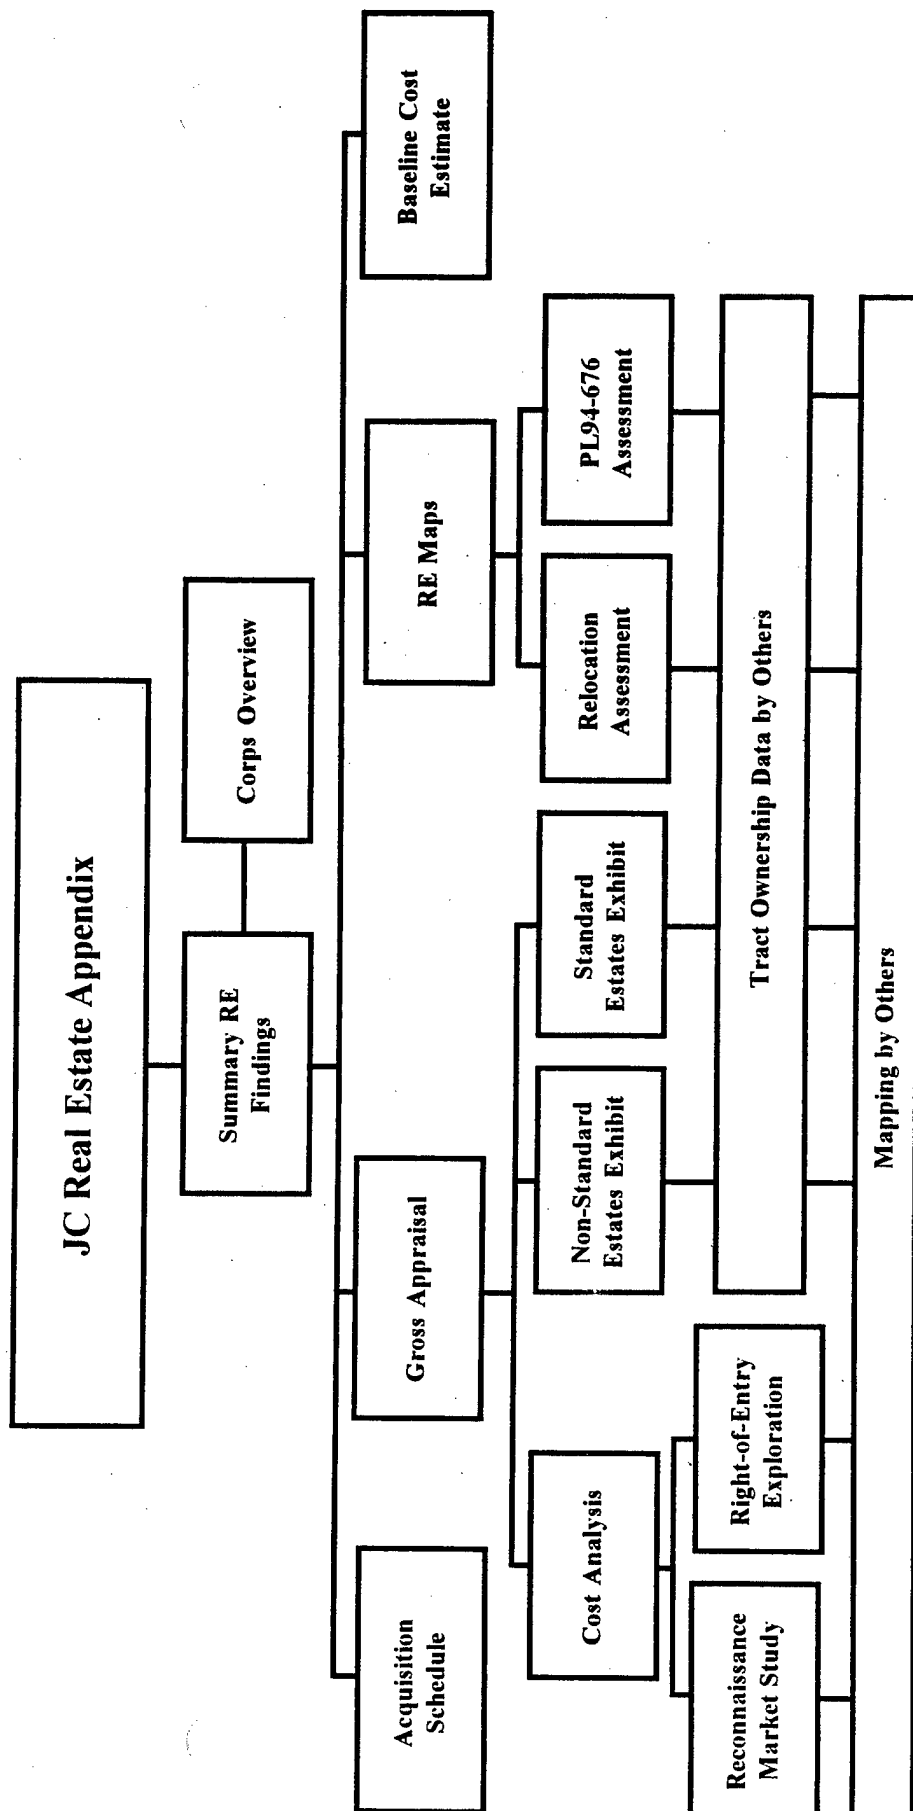 JC Real Estate Appendix
Summary RE
Findings
Corps Overview
Acquisition
Schedule
Gross Appraisal
RE Maps
Baseline Cost
Estimate
Cost Analysis
Non-Standard
Estates Exhibit
Standard
Estates Exhibit
Relocation
Assessment
PL94-676
Assessment
Reconnaissance
Market Study
Right-of-Entry
Exploration
Tract Ownership Data by Others
Mapping by Others